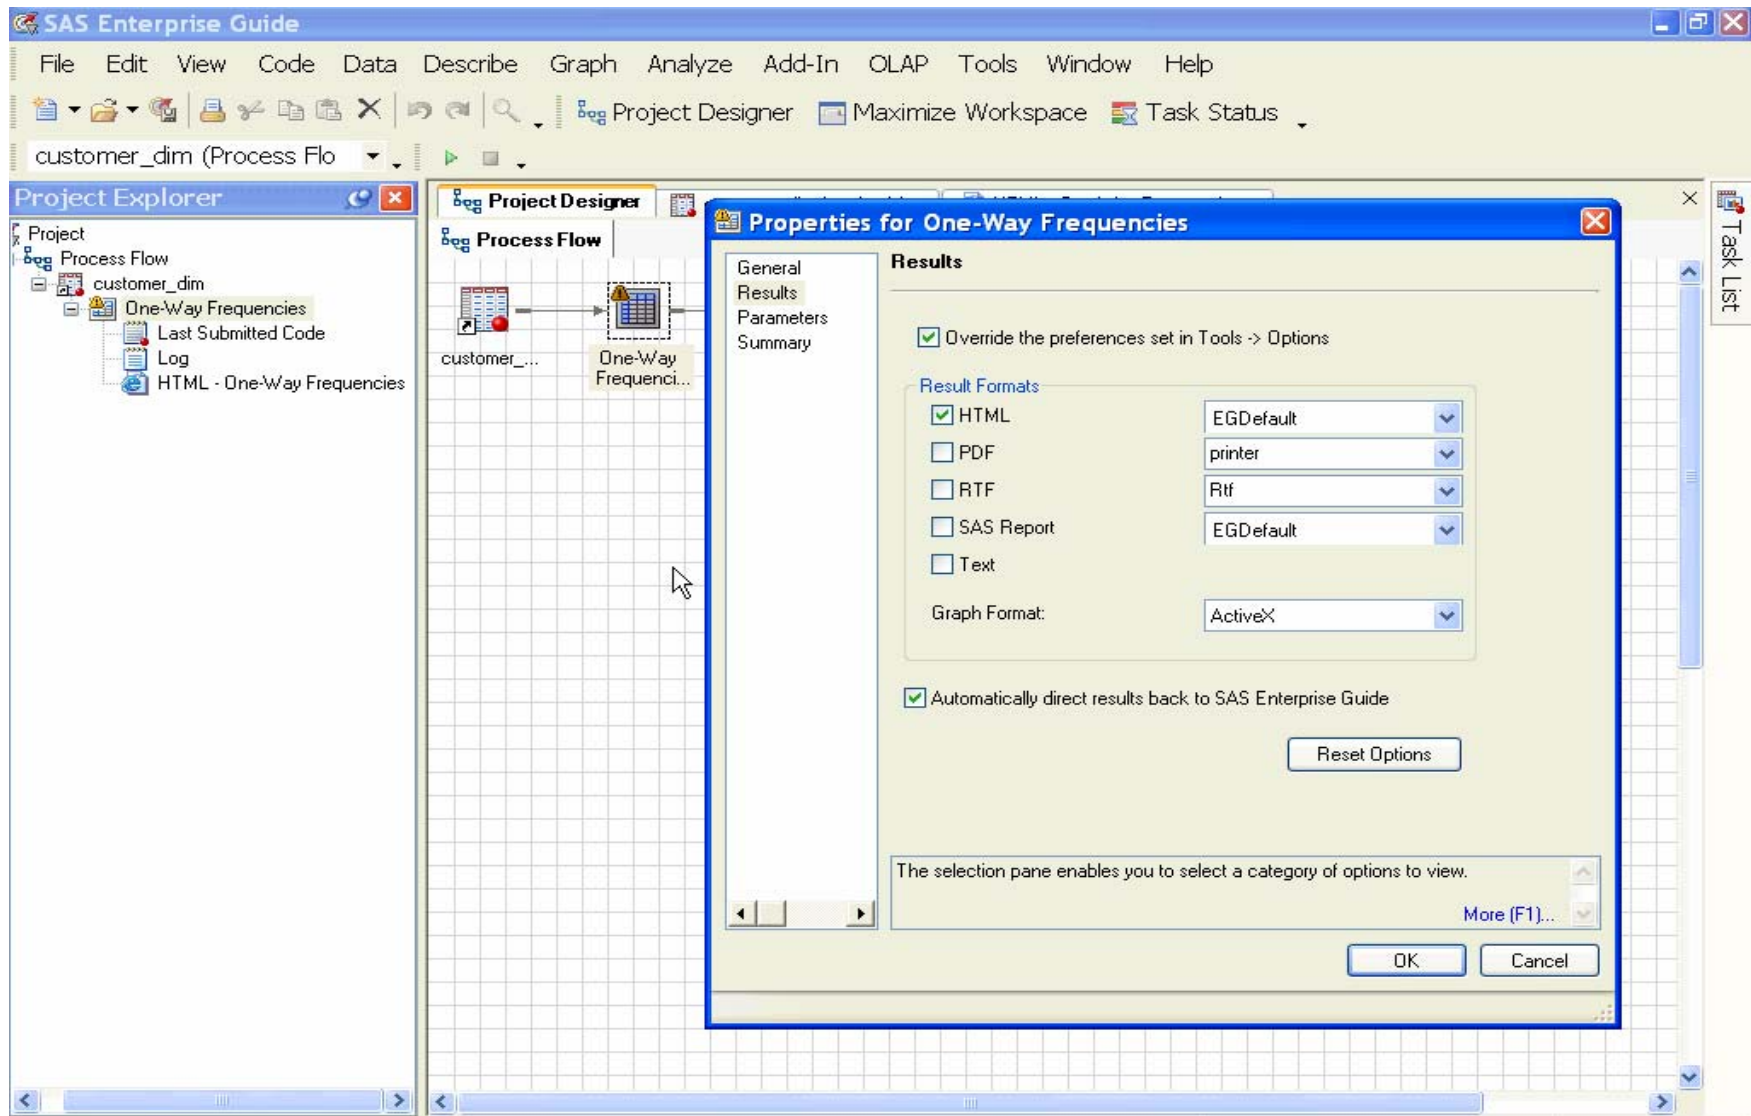 SAS Enterprise Guide
File Edit View Code Data Describe Graph Analyze Add-In OLAP Tools Window Help
Project Designer Maximize Workspace Task Status
customer_dim (Process Flo
Project Explorer
Project
Process Flow
customer_dim
One-Way Frequencies
Last Submitted Code
Log
HTML - One-Way Frequencies
Project Designer
Process Flow
customer_...
One-Way
Frequenci...
Properties for One-Way Frequencies
General
Results
Parameters
Summary
Results
Override the preferences set in Tools -> Options
Result Formats
HTML EGDefault
PDF printer
RTF Rtf
SAS Report EGDefault
Text
Graph Format: ActiveX
Automatically direct results back to SAS Enterprise Guide
Reset Options
The selection pane enables you to select a category of options to view.
More (F1)...
OK Cancel
Task List